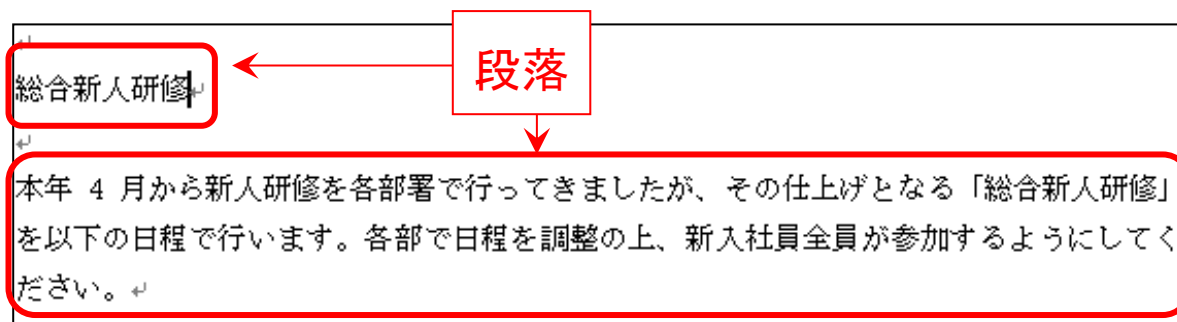 段落
総合新人研修↵
↵
本年 4 月から新人研修を各部署で行ってきましたが、その仕上げとなる「総合新人研修」
を以下の日程で行います。各部で日程を調整の上、新入社員全員が参加するようにしてく
ださい。↵